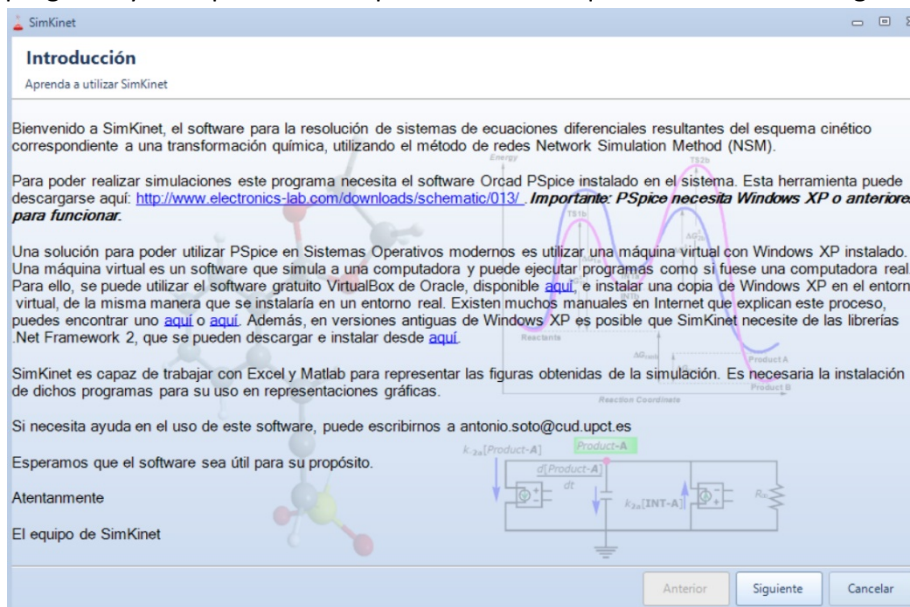 SimKinet
Introducción
Aprenda a utilizar SimKinet
Bienvenido a SimKinet, el software para la resolución de sistemas de ecuaciones diferenciales resultantes del esquema cinético
correspondiente a una transformación química, utilizando el método de redes Network Simulation Method (NSM).
Para poder realizar simulaciones este programa necesita el software Orcad PSpice instalado en el sistema. Esta herramienta puede
descargarse aquí: http://www.electronics-lab.com/downloads/schematic/013/ . Importante: PSpice necesita Windows XP o anteriores
para funcionar.
Una solución para poder utilizar PSpice en Sistemas Operativos modernos es utilizar una máquina virtual con Windows XP instalado.
Una máquina virtual es un software que simula a una computadora y puede ejecutar programas como si fuese una computadora real
Para ello, se puede utilizar el software gratuito VirtualBox de Oracle, disponible aquí, e instalar una copia de Windows XP en el entorn
virtual, de la misma manera que se instalaría en un entorno real. Existen muchos manuales en Internet que explican este proceso,
puedes encontrar uno aquí o aquí. Además, en versiones antiguas de Windows XP es posible que SimKinet necesite de las librerías
.Net Framework 2, que se pueden descargar e instalar desde aquí.
SimKinet es capaz de trabajar con Excel y Matlab para representar las figuras obtenidas de la simulación. Es necesaria la instalación
de dichos programas para su uso en representaciones gráficas.
Si necesita ayuda en el uso de este software, puede escribirnos a antonio.soto@cud.upct.es
Esperamos que el software sea útil para su propósito.
Atentanmente
El equipo de SimKinet
Energy
TS2b
TS1b
Reactants
Product A
Product B
Reaction Coordinate
k-2a[Product-A]
Product-A
d[Product-A]
dt
k2a[INT-A]
Anterior
Siguiente
Cancelar